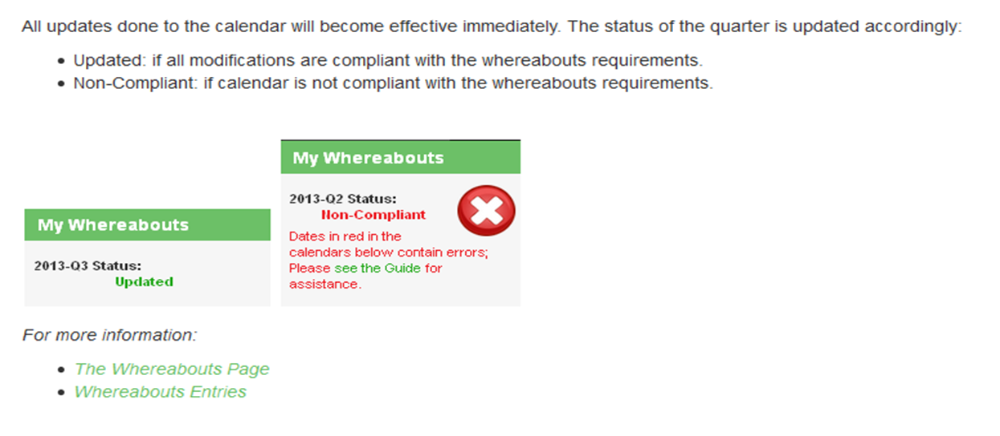 All updates done to the calendar will become effective immediately. The status of the quarter is updated accordingly:
• Updated: if all modifications are compliant with the whereabouts requirements.
• Non-Compliant: if calendar is not compliant with the whereabouts requirements.
My Whereabouts
2013-Q3 Status:
Updated
My Whereabouts
2013-Q2 Status:
Non-Compliant
Dates in red in the
calendars below contain errors;
Please see the Guide for
assistance.
For more information:
• The Whereabouts Page
• Whereabouts Entries